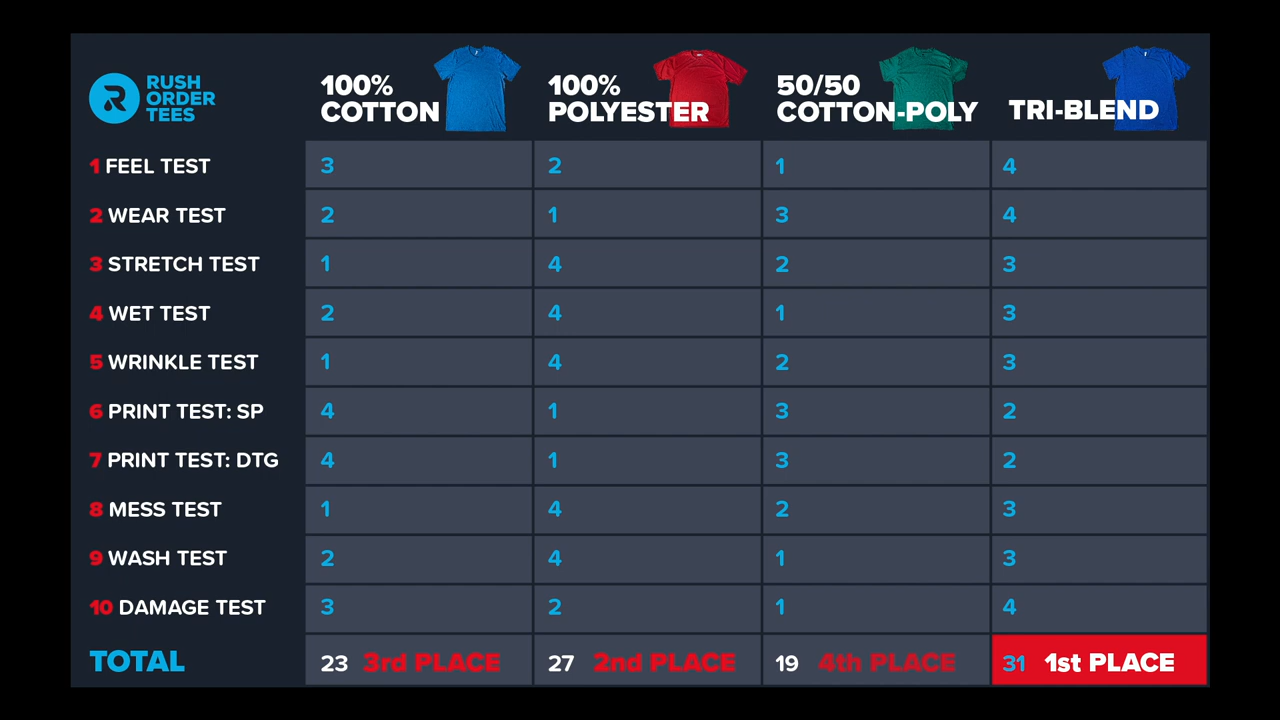 RUSH
ORDER
TEES
100%
COTTON
100%
POLYESTER
50/50
COTTON-POLY
TRI-BLEND
1 FEEL TEST 3 2 1 4
2 WEAR TEST 2 1 3 4
3 STRETCH TEST 1 4 2 3
4 WET TEST 2 4 1 3
5 WRINKLE TEST 1 4 2 3
6 PRINT TEST: SP 4 1 3 2
7 PRINT TEST: DTG 4 1 3 2
8 MESS TEST 1 4 2 3
9 WASH TEST 2 4 1 3
10 DAMAGE TEST 3 2 1 4
TOTAL 23 3rd PLACE 27 2nd PLACE 19 4th PLACE 31 1st PLACE